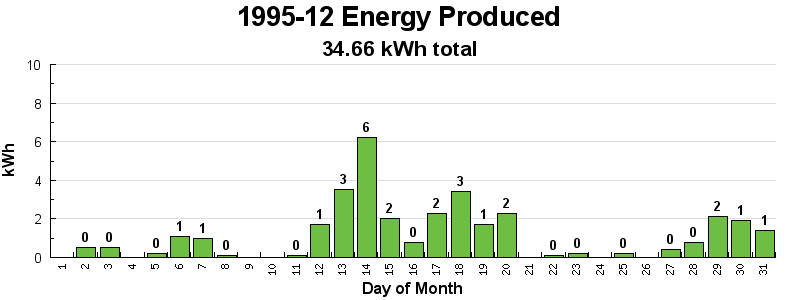 1995-12 Energy Produced
34.66 kWh total
kWh
10
8
6
4
2
0
0 0 0 1 1 0 0 1 3 6 2 0 2 3 1 2 0 0 0 0 0 2 1 1
1 2 3 4 5 6 7 8 9 10 11 12 13 14 15 16 17 18 19 20 21 22 23 24 25 26 27 28 29 30 31
Day of Month